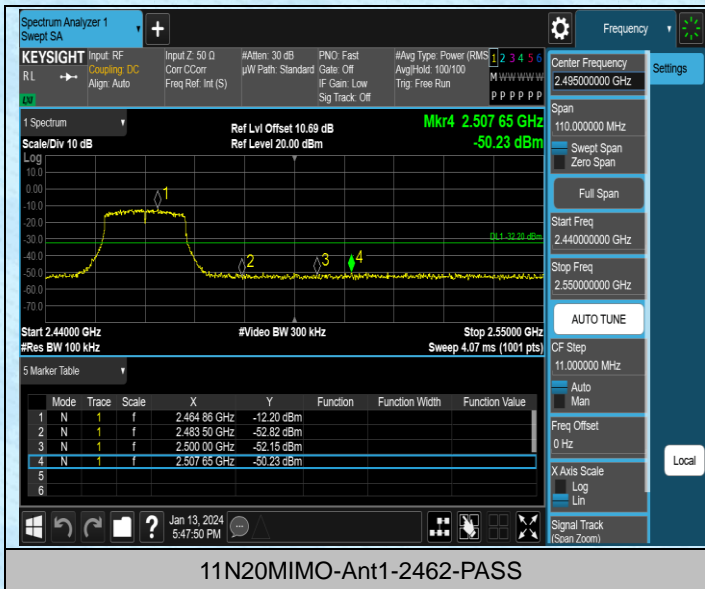 Spectrum Analyzer 1
Swept SA
Frequency
KEYSIGHT
RL
LXI
Input: RF
Coupling: DC
Align: Auto
Input Z: 50 Ω
Corr CCorr
Freq Ref: Int (S)
#Atten: 30 dB
µW Path: Standard
PNO: Fast
Gate: Off
IF Gain: Low
Sig Track: Off
#Avg Type: Power (RMS
Avg|Hold: 100/100
Trig: Free Run
1 2 3 4 5 6
M W W W W W
P P P P P P
1 Spectrum
Scale/Div 10 dB
Ref Lvl Offset 10.69 dB
Ref Level 20.00 dBm
Mkr4 2.507 65 GHz
-50.23 dBm
Log
10.0
0.00
-10.0
-20.0
-30.0
-40.0
-50.0
-60.0
-70.0
1
2
3
4
DL1 -32.20 dBm
Start 2.44000 GHz
#Video BW 300 kHz
Stop 2.55000 GHz
#Res BW 100 kHz
Sweep 4.07 ms (1001 pts)
5 Marker Table
Mode Trace Scale X Y Function Function Width Function Value
1 N 1 f 2.464 86 GHz -12.20 dBm
2 N 1 f 2.483 50 GHz -52.82 dBm
3 N 1 f 2.500 00 GHz -52.15 dBm
4 N 1 f 2.507 65 GHz -50.23 dBm
5
6
Jan 13, 2024
5:47:50 PM
?
Center Frequency
2.495000000 GHz
Settings
Span
110.000000 MHz
Swept Span
Zero Span
Full Span
Start Freq
2.440000000 GHz
Stop Freq
2.550000000 GHz
AUTO TUNE
CF Step
11.000000 MHz
Auto
Man
Freq Offset
0 Hz
Local
X Axis Scale
Log
Lin
Signal Track
(Span Zoom)
11N20MIMO-Ant1-2462-PASS